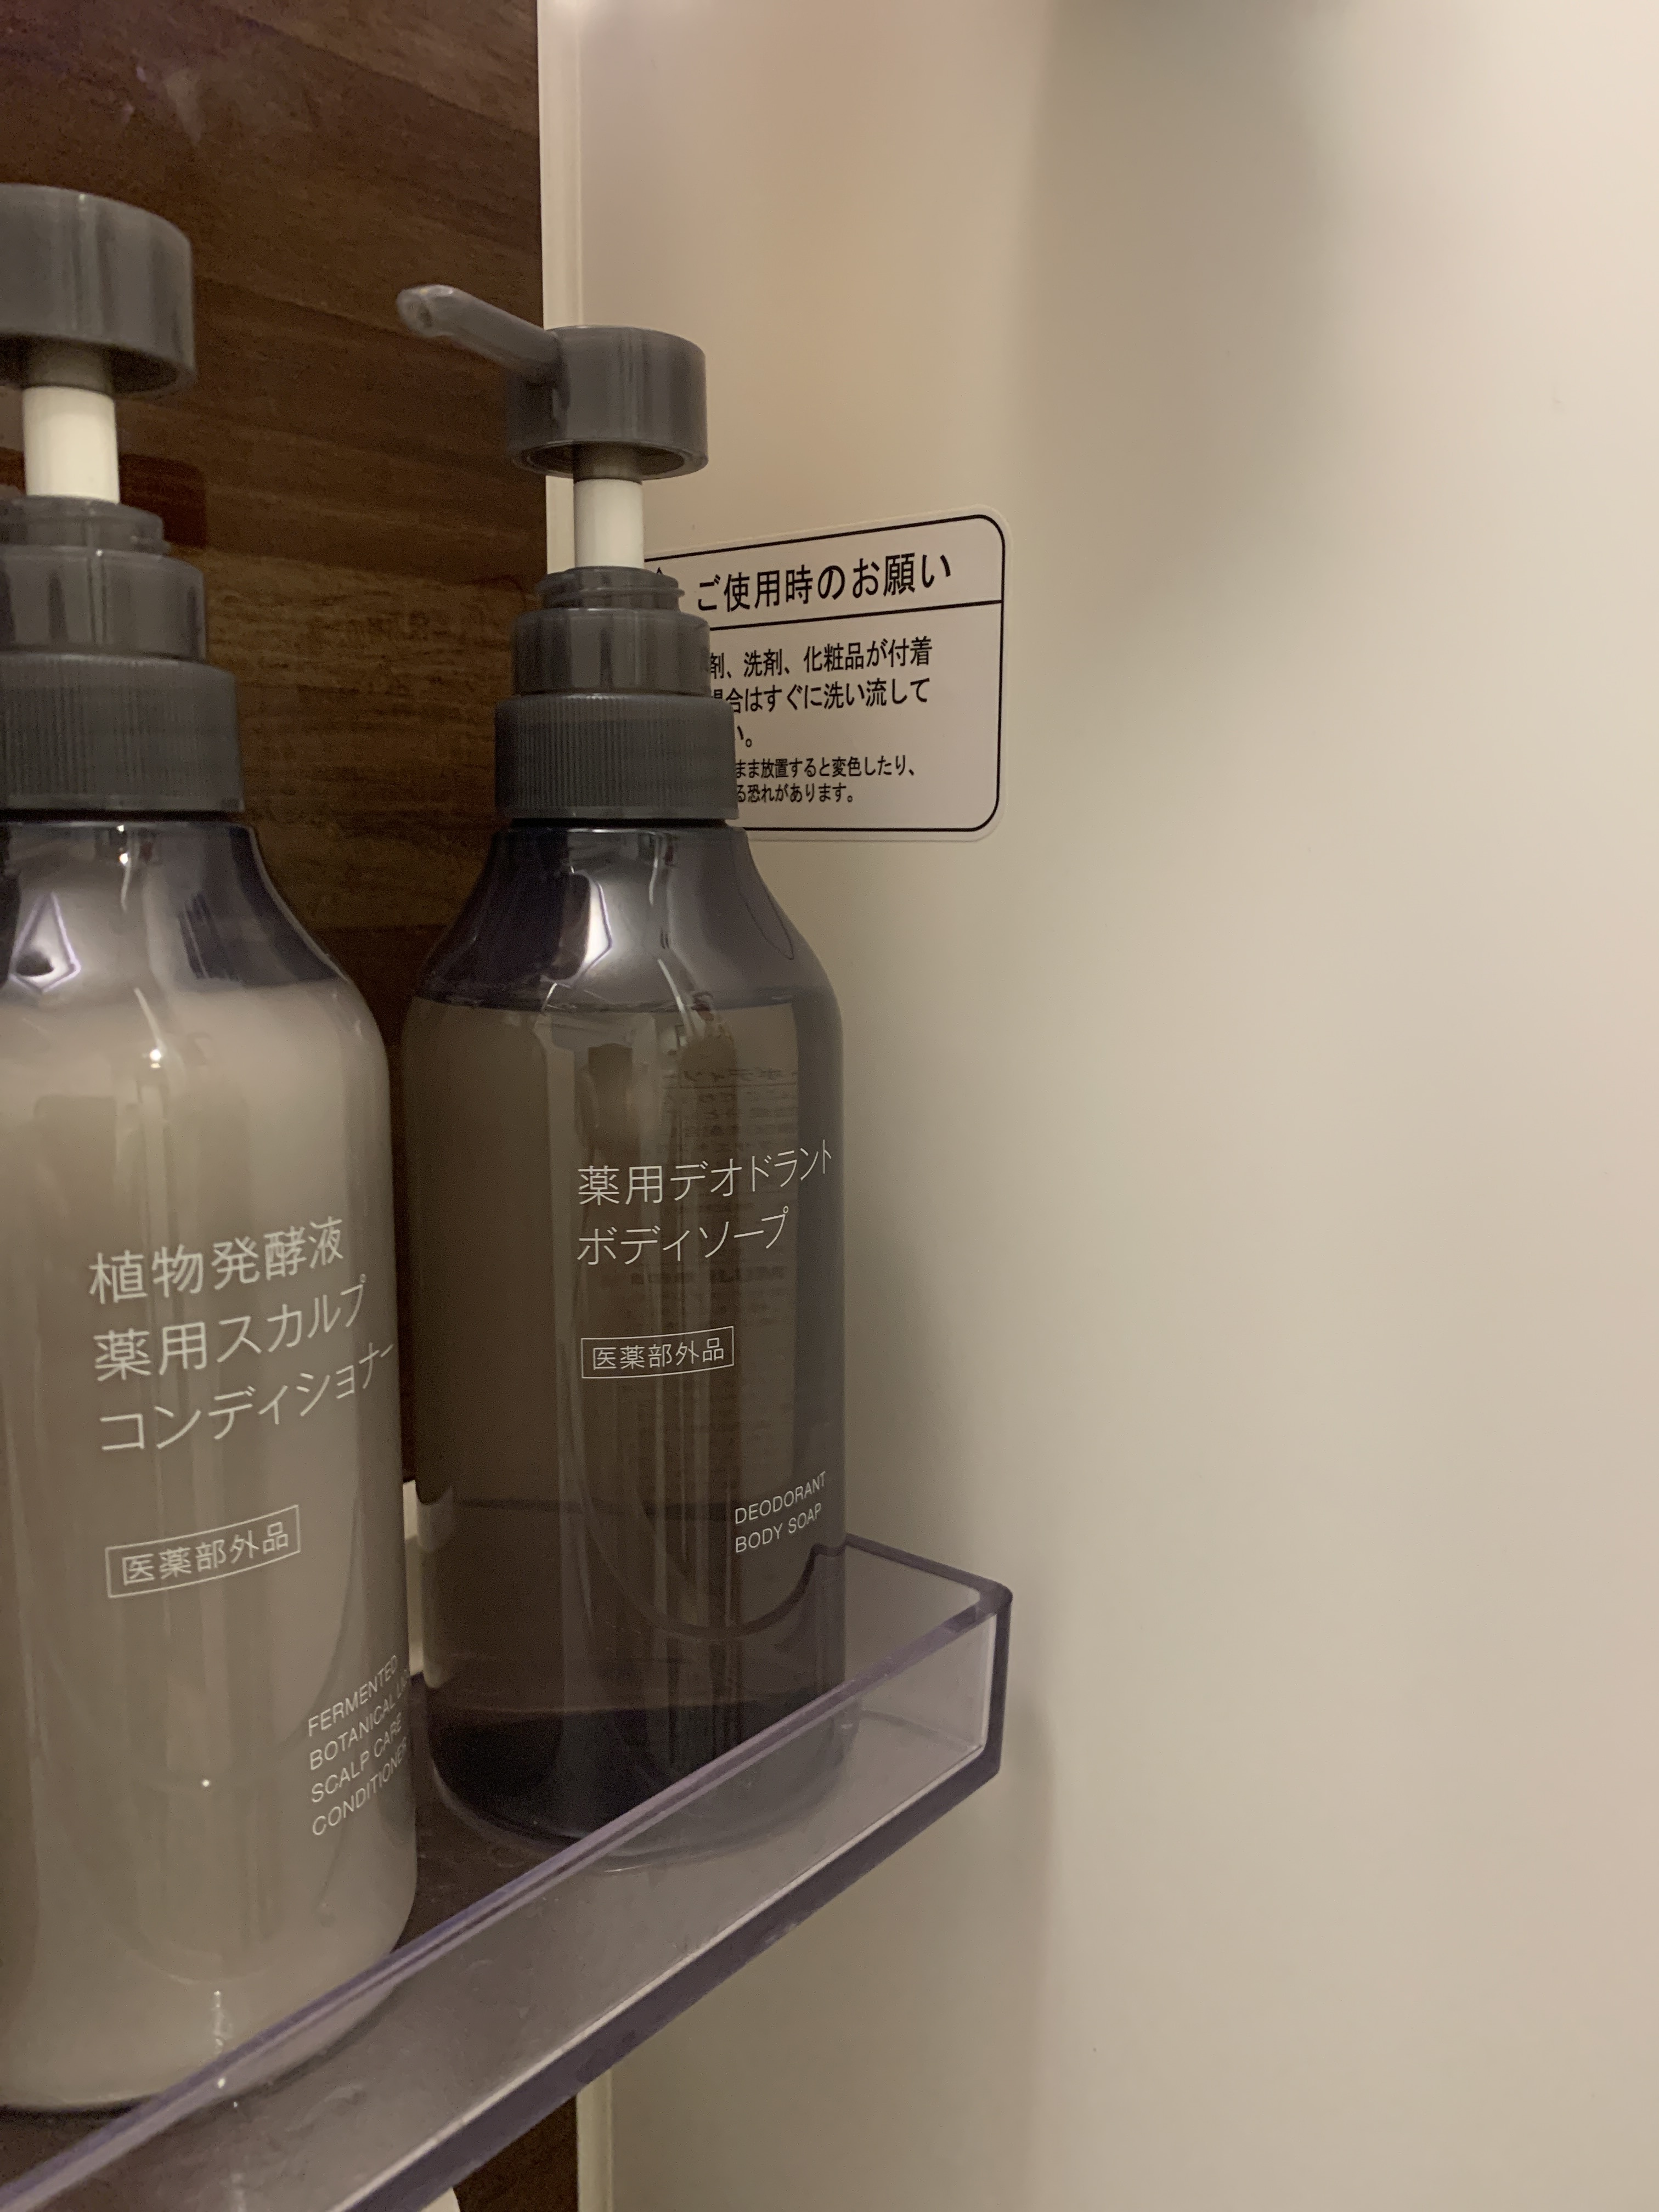 ご使用時のお願い
剤、洗剤、化粧品が付着
場合はすぐに洗い流して
い。
まま放置すると変色したり、
る恐れがあります。
植物発酵液
薬用スカルプ
コンディショナー
医薬部外品
FERMENTED
BOTANICAL
SCALP CARE
CONDITIONER
薬用デオドラント
ボディソープ
医薬部外品
DEODORANT
BODY SOAP